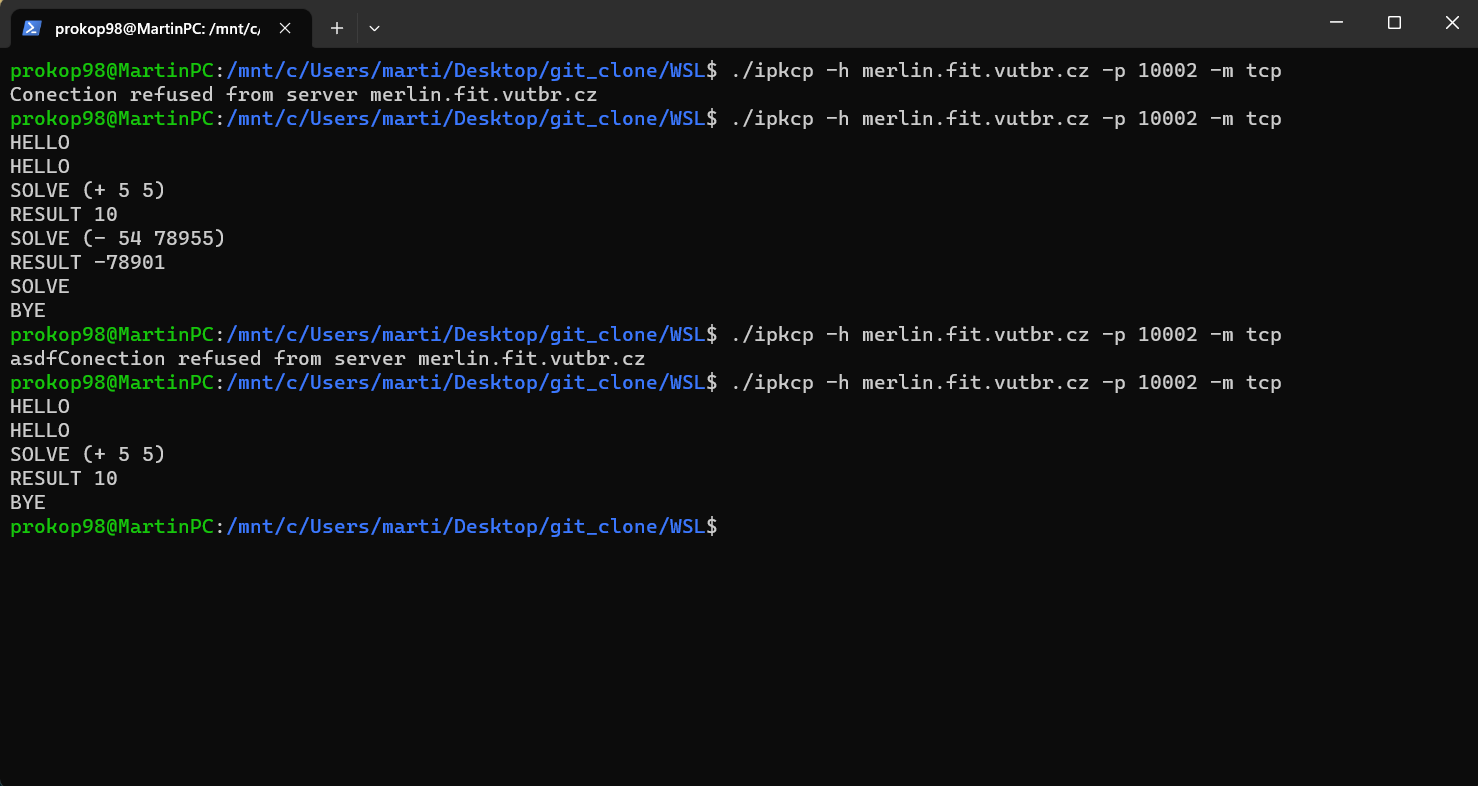 prokop98@MartinPC: /mnt/c/
prokop98@MartinPC:/mnt/c/Users/marti/Desktop/git_clone/WSL$ ./ipkcp -h merlin.fit.vutbr.cz -p 10002 -m tcp
Conection refused from server merlin.fit.vutbr.cz
prokop98@MartinPC:/mnt/c/Users/marti/Desktop/git_clone/WSL$ ./ipkcp -h merlin.fit.vutbr.cz -p 10002 -m tcp
HELLO
HELLO
SOLVE (+ 5 5)
RESULT 10
SOLVE (- 54 78955)
RESULT -78901
SOLVE
BYE
prokop98@MartinPC:/mnt/c/Users/marti/Desktop/git_clone/WSL$ ./ipkcp -h merlin.fit.vutbr.cz -p 10002 -m tcp
asdfConection refused from server merlin.fit.vutbr.cz
prokop98@MartinPC:/mnt/c/Users/marti/Desktop/git_clone/WSL$ ./ipkcp -h merlin.fit.vutbr.cz -p 10002 -m tcp
HELLO
HELLO
SOLVE (+ 5 5)
RESULT 10
BYE
prokop98@MartinPC:/mnt/c/Users/marti/Desktop/git_clone/WSL$